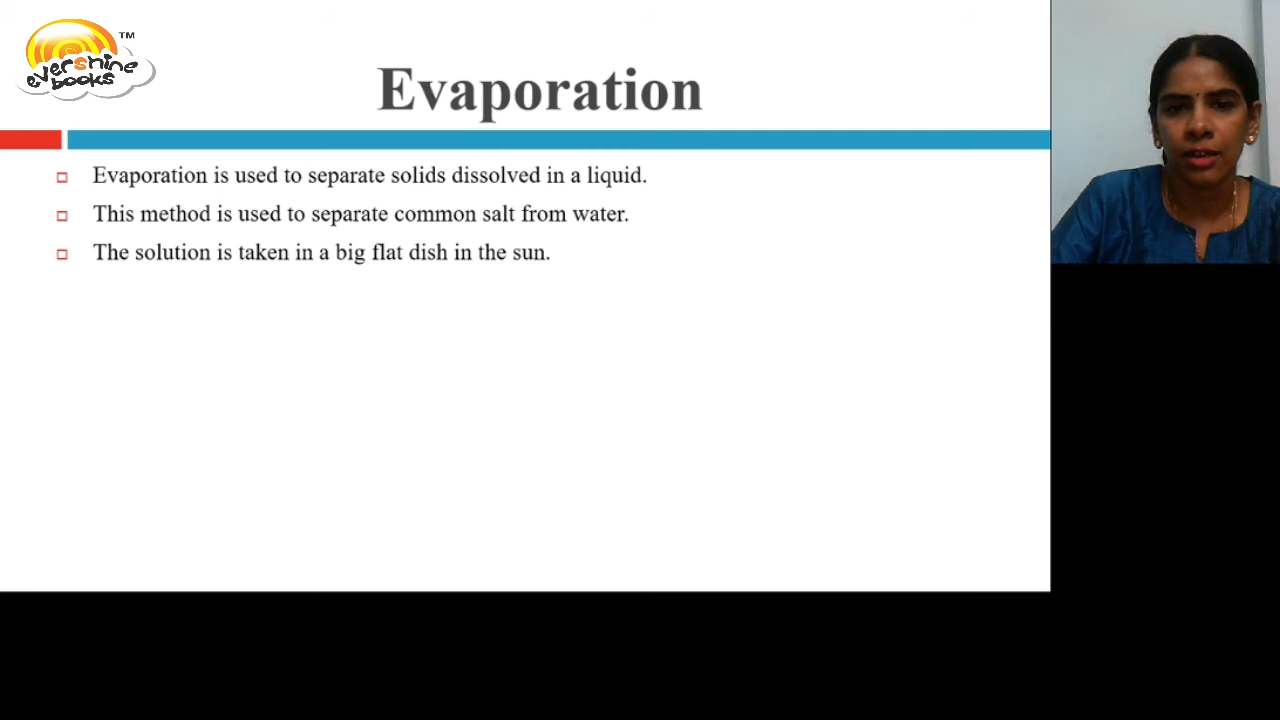 evershine
books
TM
Evaporation
Evaporation is used to separate solids dissolved in a liquid.
This method is used to separate common salt from water.
The solution is taken in a big flat dish in the sun.